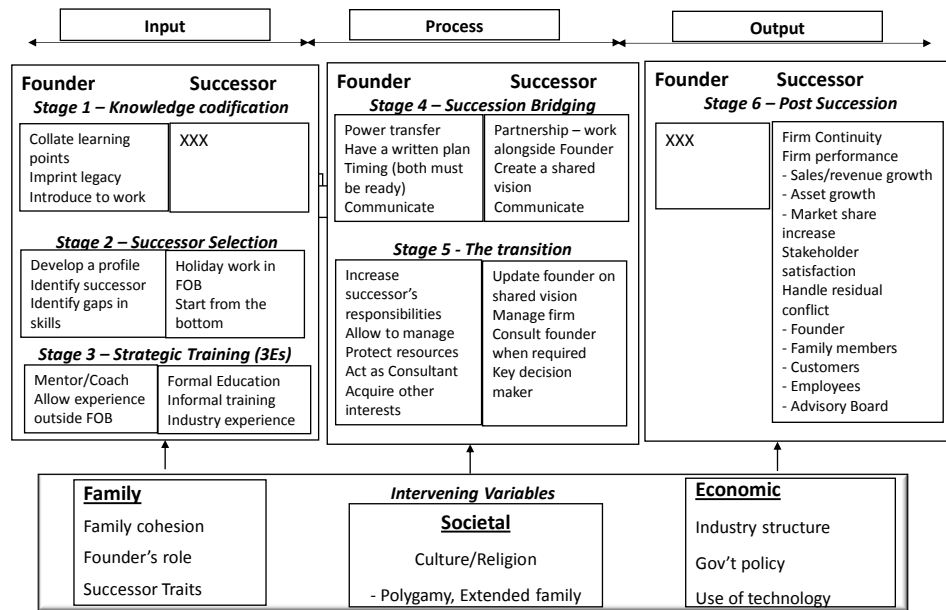 Input
Process
Output
Founder Successor
Stage 1 – Knowledge codification
Collate learning
points
Imprint legacy
Introduce to work
XXX
Stage 2 – Successor Selection
Develop a profile
Identify successor
Identify gaps in
skills
Holiday work in
FOB
Start from the
bottom
Stage 3 – Strategic Training (3Es)
Mentor/Coach
Allow experience
outside FOB
Formal Education
Informal training
Industry experience
Founder Successor
Stage 4 – Succession Bridging
Power transfer
Have a written plan
Timing (both must
be ready)
Communicate
Partnership – work
alongside Founder
Create a shared
vision
Communicate
Stage 5 - The transition
Increase
successor's
responsibilities
Allow to manage
Protect resources
Act as Consultant
Acquire other
interests
Update founder on
shared vision
Manage firm
Consult founder
when required
Key decision
maker
Founder Successor
Stage 6 – Post Succession
XXX
Firm Continuity
Firm performance
- Sales/revenue growth
- Asset growth
- Market share
increase
Stakeholder
satisfaction
Handle residual
conflict
- Founder
- Family members
- Customers
- Employees
- Advisory Board
Family
Family cohesion
Founder's role
Successor Traits
Intervening Variables
Societal
Culture/Religion
- Polygamy, Extended family
Economic
Industry structure
Gov't policy
Use of technology